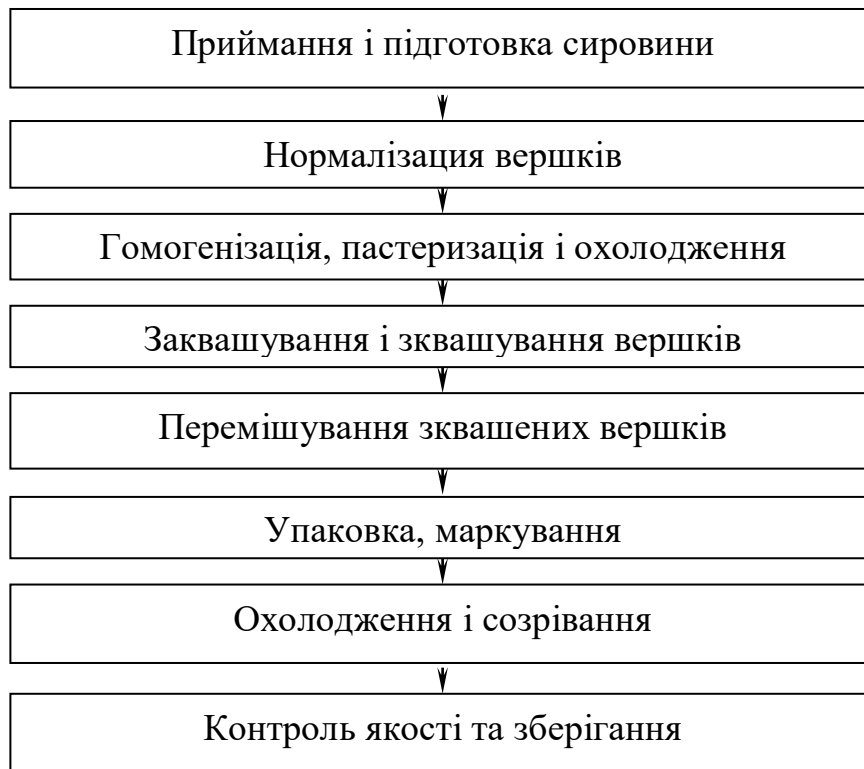 Приймання і підготовка сировини
Нормалізация вершків
Гомогенізація, пастеризація і охолодження
Заквашування і зквашування вершків
Перемішування зквашених вершків
Упаковка, маркування
Охолодження і созрівання
Контроль якості та зберігання